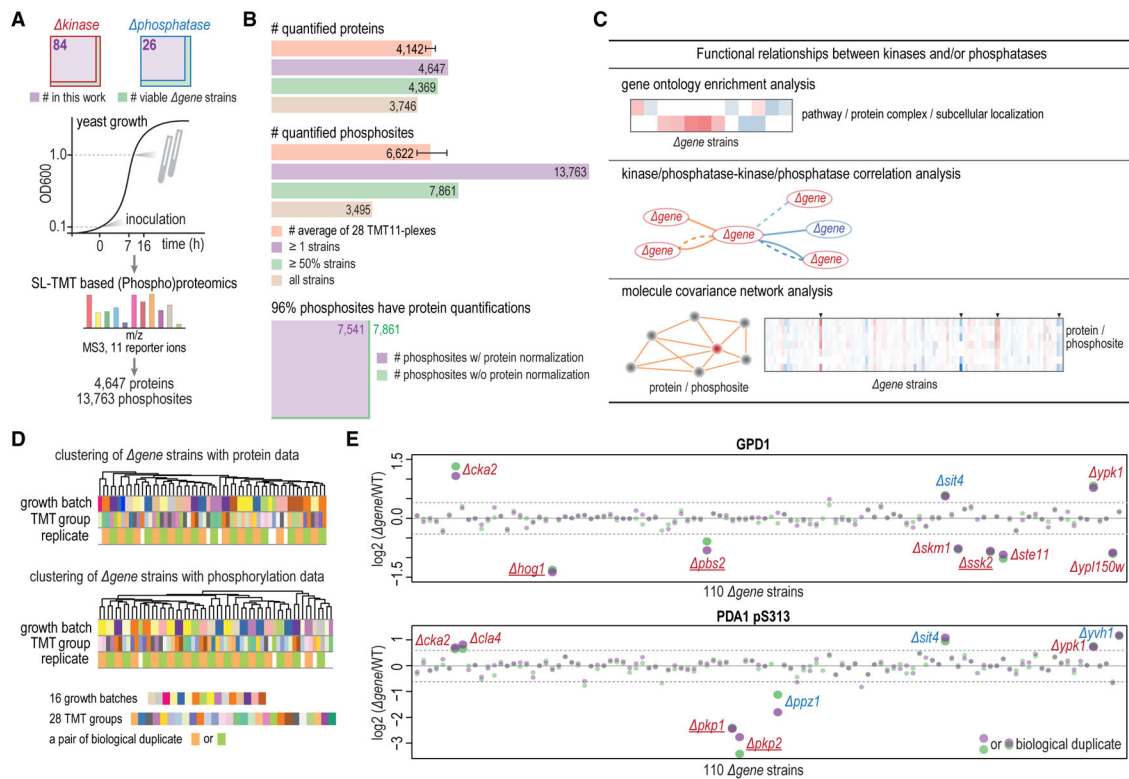 A
Δkinase
Δphosphatase
84
26
# in this work
# viable Δgene strains
yeast growth
1.0
OD600
inoculation
0.1
0
7
16
time (h)
SL-TMT based (Phospho)proteomics
m/z
MS3, 11 reporter ions
4,647 proteins
13,763 phosphosites
B
# quantified proteins
4,142
4,647
4,369
3,746
# quantified phosphosites
6,622
13,763
7,861
3,495
# average of 28 TMT11-plexes
≥ 1 strains
≥ 50% strains
all strains
96% phosphosites have protein quantifications
7,541
7,861
# phosphosites w/ protein normalization
# phosphosites w/o protein normalization
C
Functional relationships between kinases and/or phosphatases
gene ontology enrichment analysis
pathway / protein complex / subcellular localization
Δgene strains
kinase/phosphatase-kinase/phosphatase correlation analysis
Δgene
Δgene
Δgene
Δgene
Δgene
Δgene
molecule covariance network analysis
protein /
phosphosite
protein / phosphosite
Δgene strains
D
clustering of Δgene strains with protein data
growth batch
TMT group
replicate
clustering of Δgene strains with phosphorylation data
growth batch
TMT group
replicate
16 growth batches
28 TMT groups
a pair of biological duplicate
or
E
GPD1
1.5
0.0
-1.5
log2 (Δgene/WT)
Δcka2
Δsit4
Δypk1
Δhog1
Δpbs2
Δskm1
Δssk2
Δste11
Δypl150w
110 Δgene strains
PDA1 pS313
1
0
-1
-2
-3
log2 (Δgene/WT)
Δcka2
Δcla4
Δsit4
Δypk1
Δyvh1
Δppz1
Δpkp1
Δpkp2
or
biological duplicate
110 Δgene strains